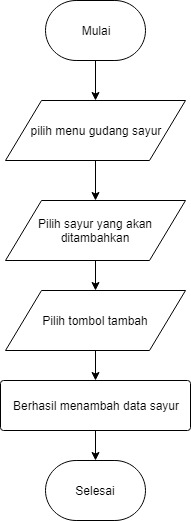 Mulai
pilih menu gudang sayur
Pilih sayur yang akan
ditambahkan
Pilih tombol tambah
Berhasil menambah data sayur
Selesai